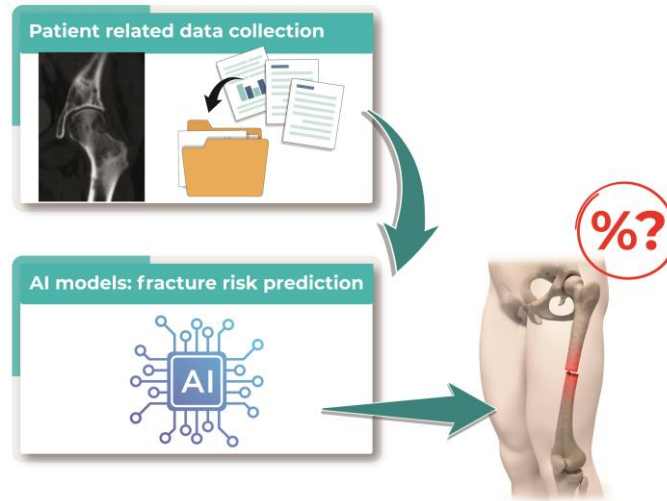 Patient related data collection
%?
AI models: fracture risk prediction
AI